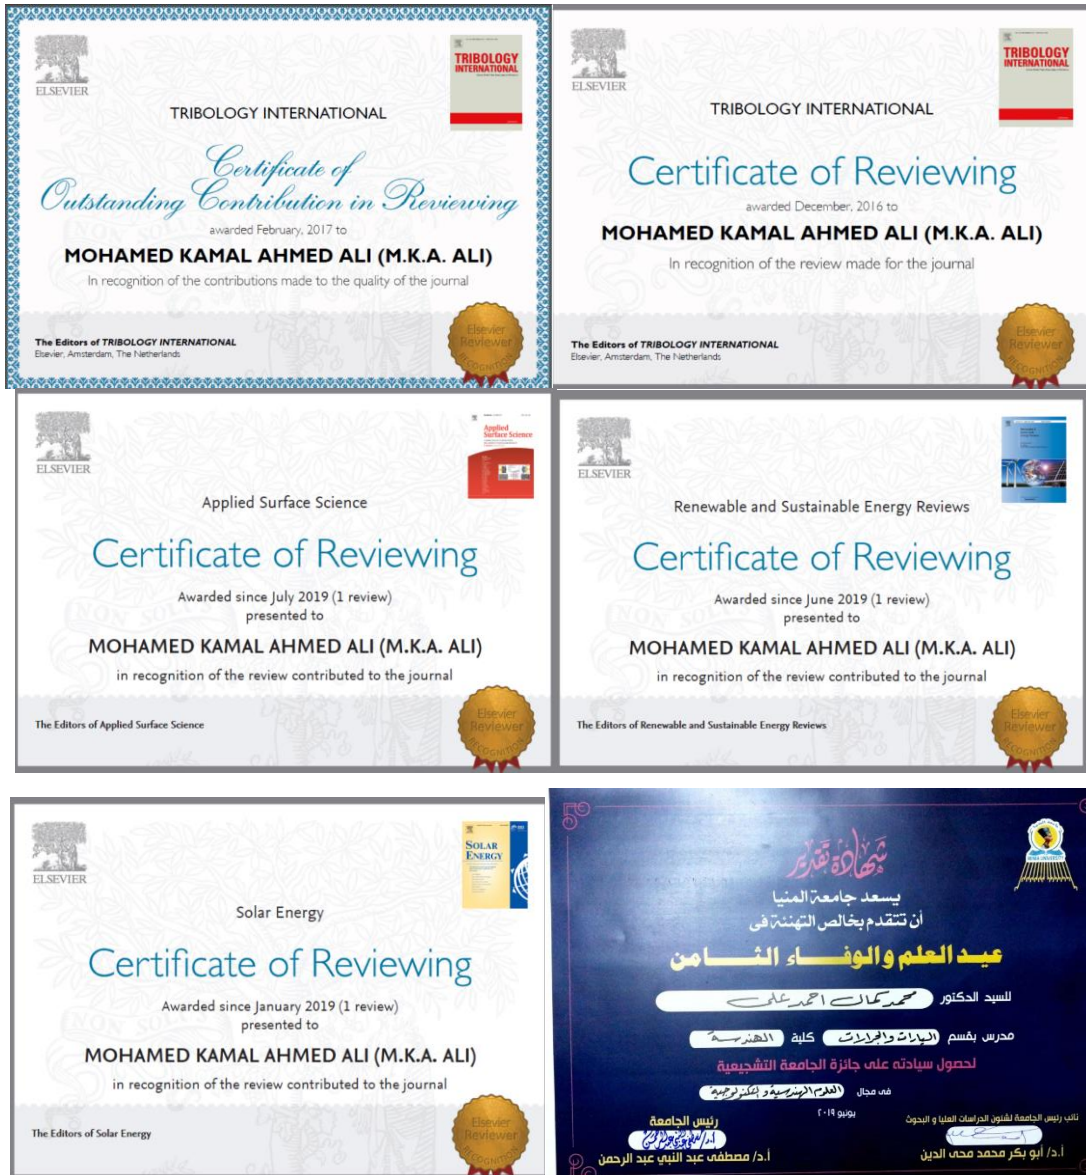 ELSEVIER
TRIBOLOGY
INTERNATIONAL
TRIBOLOGY INTERNATIONAL
Certificate of
Outstanding Contribution in Reviewing
awarded February, 2017 to
MOHAMED KAMAL AHMED ALI (M.K.A. ALI)
In recognition of the contributions made to the quality of the journal
The Editors of TRIBOLOGY INTERNATIONAL
Elsevier, Amsterdam, The Netherlands
Elsevier
Reviewer
RECOGNITION
ELSEVIER
TRIBOLOGY
INTERNATIONAL
TRIBOLOGY INTERNATIONAL
Certificate of Reviewing
awarded December, 2016 to
MOHAMED KAMAL AHMED ALI (M.K.A. ALI)
In recognition of the review made for the journal
The Editors of TRIBOLOGY INTERNATIONAL
Elsevier, Amsterdam, The Netherlands
Elsevier
Reviewer
RECOGNITION
ELSEVIER
Applied
Surface Science
Applied Surface Science
Certificate of Reviewing
Awarded since July 2019 (1 review)
presented to
MOHAMED KAMAL AHMED ALI (M.K.A. ALI)
in recognition of the review contributed to the journal
The Editors of Applied Surface Science
Elsevier
Reviewer
RECOGNITION
ELSEVIER
Renewable and Sustainable Energy Reviews
Certificate of Reviewing
Awarded since June 2019 (1 review)
presented to
MOHAMED KAMAL AHMED ALI (M.K.A. ALI)
in recognition of the review contributed to the journal
The Editors of Renewable and Sustainable Energy Reviews
Elsevier
Reviewer
RECOGNITION
ELSEVIER
SOLAR
ENERGY
Solar Energy
Certificate of Reviewing
Awarded since January 2019 (1 review)
presented to
MOHAMED KAMAL AHMED ALI (M.K.A. ALI)
in recognition of the review contributed to the journal
The Editors of Solar Energy
Elsevier
Reviewer
RECOGNITION
MINIA UNIVERSITY
شهادة تقدير
يسعد جامعة المنيا
أن تتقدم بخالص التهنئة فى
عيد العلم والوفاء الثامن
للسيد الدكتور محمد كمال احمد على
مدرس بقسم السيارات والجرارات كلية الهندسة
لحصول سيادته على جائزة الجامعة التشجيعية
فى مجال العلوم الهندسية والتكنولوجية
يونيو ٢٠١٩
نائب رئيس الجامعة لشئون الدراسات العليا و البحوث
أ.د/ أبو بكر محمد محى الدين
رئيس الجامعة
أ.د/ مصطفى عبد النبي عبد الرحمن